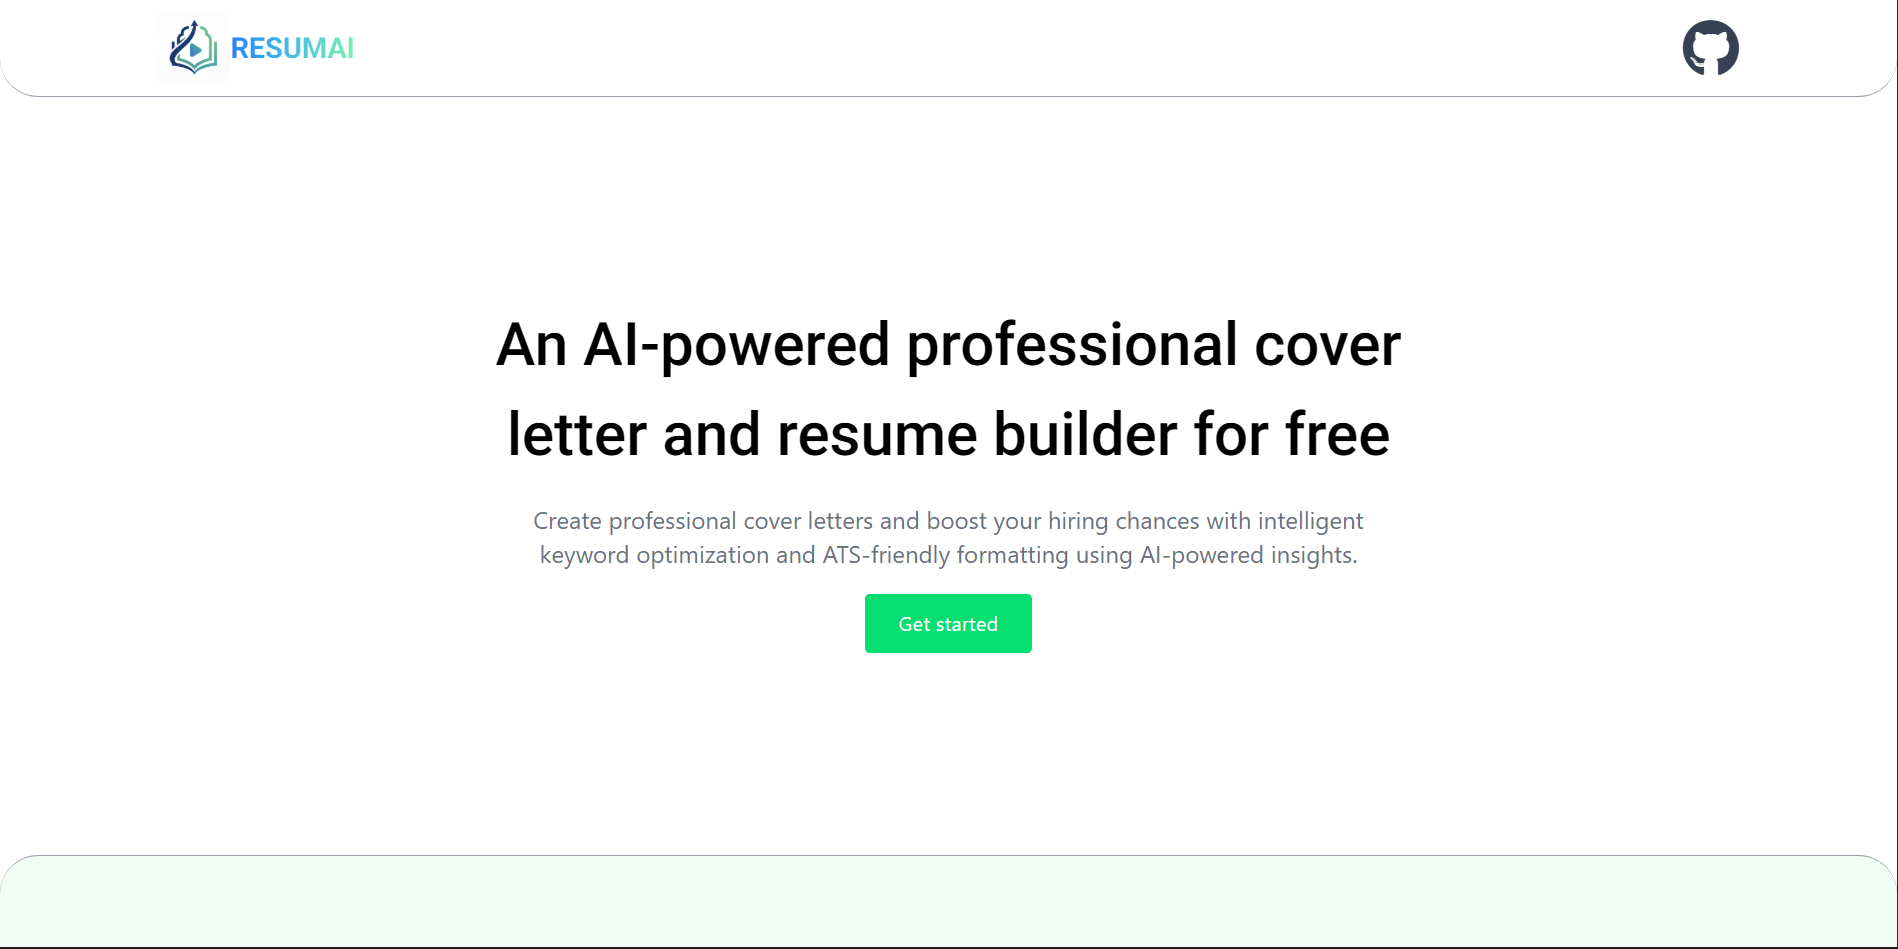 RESUMAI
An AI-powered professional cover
letter and resume builder for free
Create professional cover letters and boost your hiring chances with intelligent
keyword optimization and ATS-friendly formatting using AI-powered insights.
Get started